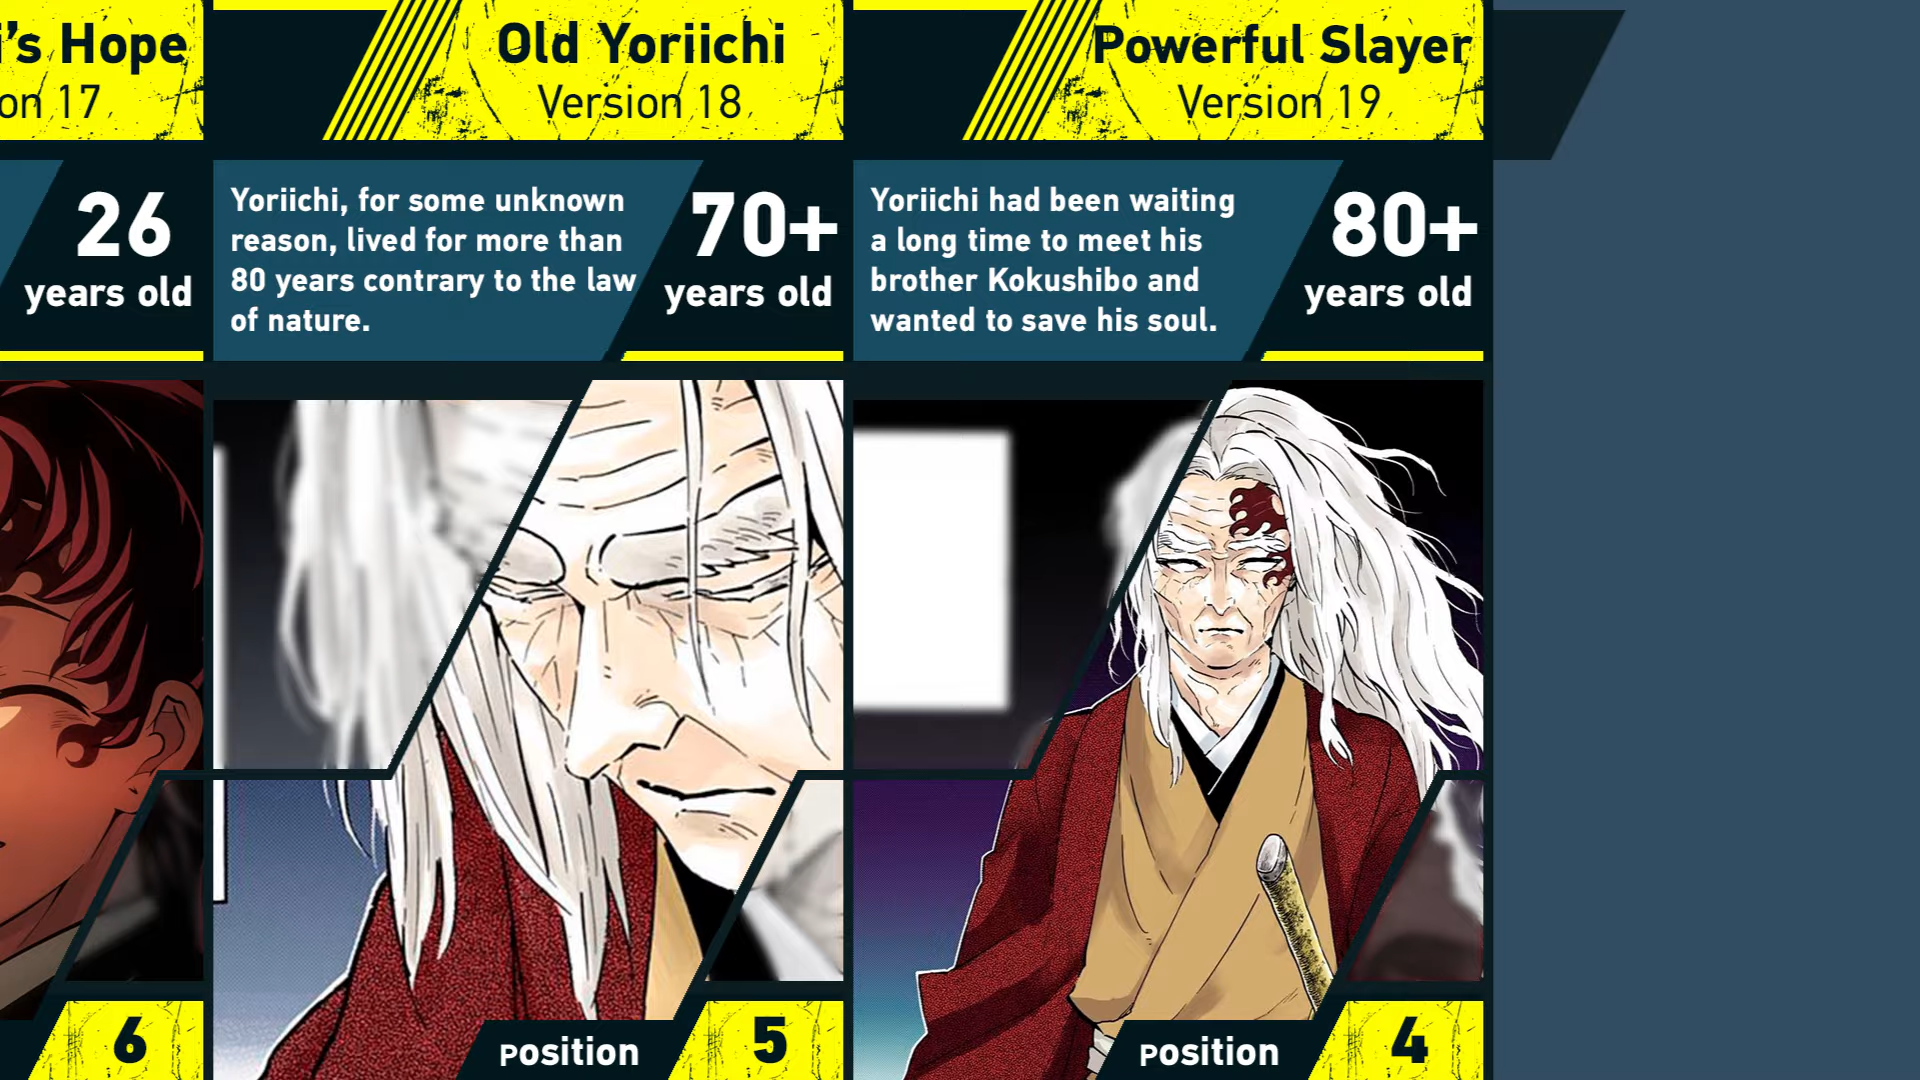 i's Hope
on 17
26
years old
6
Old Yoriichi
Version 18
Yoriichi, for some unknown
reason, lived for more than
80 years contrary to the law
of nature.
70+
years old
Position
5
Powerful Slayer
Version 19
Yoriichi had been waiting
a long time to meet his
brother Kokushibo and
wanted to save his soul.
80+
years old
Position
4